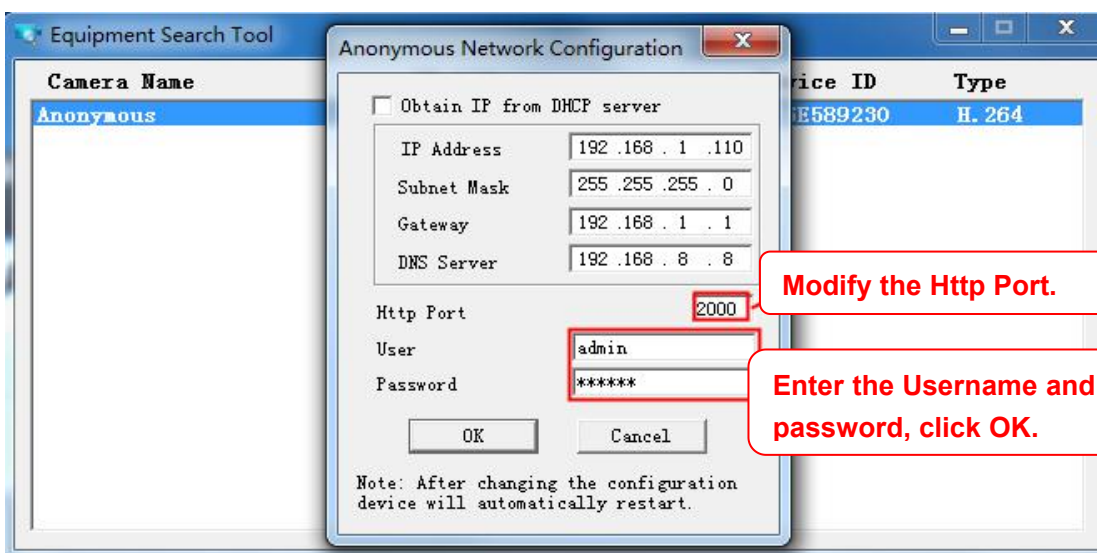 Equipment Search Tool
Anonymous Network Configuration
Camera Name
vice ID
Type
Anonymous
E589230
H.264
Obtain IP from DHCP server
IP Address
192 .168 . 1 .110
Subnet Mask
255 .255 .255 . 0
Gateway
192 .168 . 1 . 1
DNS Server
192 .168 . 8 . 8
Modify the Http Port.
Http Port
2000
User
admin
Password
******
Enter the Username and
password, click OK.
OK
Cancel
Note: After changing the configuration
device will automatically restart.